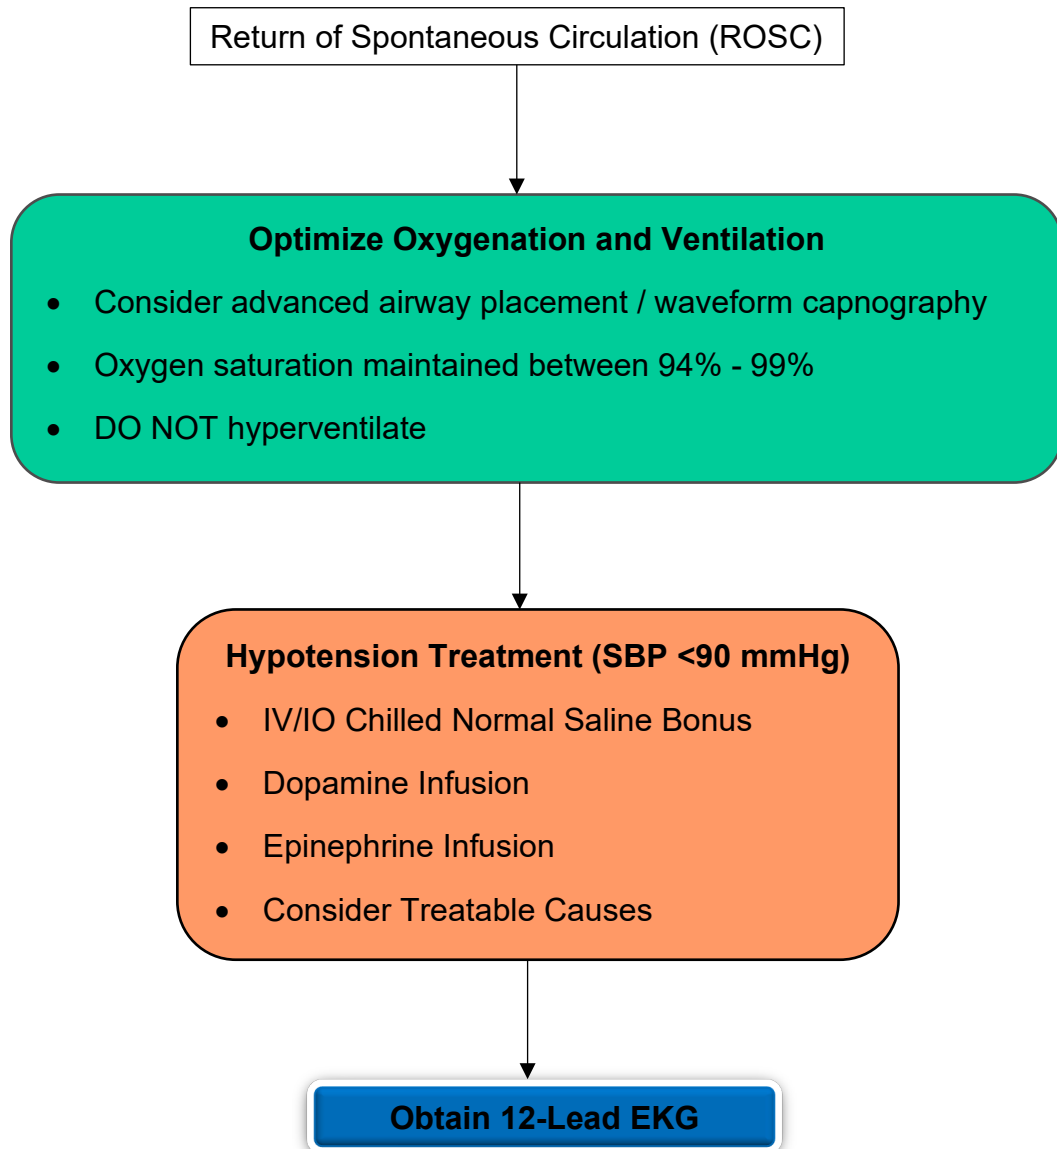 Return of Spontaneous Circulation (ROSC)
Optimize Oxygenation and Ventilation
• Consider advanced airway placement / waveform capnography
• Oxygen saturation maintained between 94% - 99%
• DO NOT hyperventilate
Hypotension Treatment (SBP <90 mmHg)
• IV/IO Chilled Normal Saline Bonus
• Dopamine Infusion
• Epinephrine Infusion
• Consider Treatable Causes
Obtain 12-Lead EKG